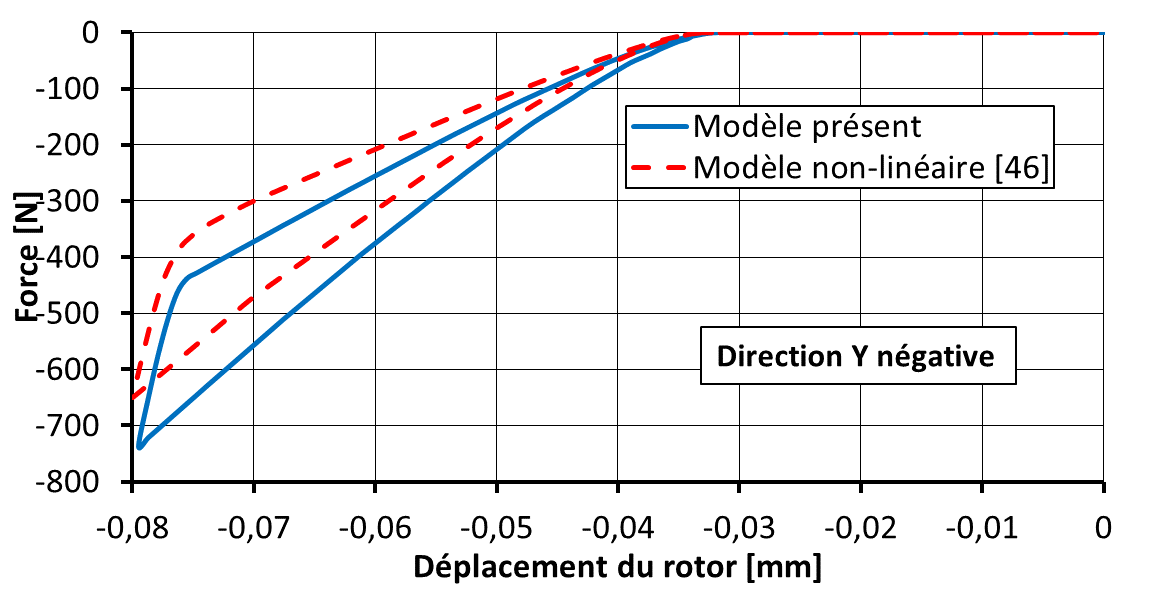 0
-100
-200
-300
-400
-500
-600
-700
-800
Force [N]
Modèle présent
Modèle non-linéaire [46]
Direction Y négative
-0,08 -0,07 -0,06 -0,05 -0,04 -0,03 -0,02 -0,01 0
Déplacement du rotor [mm]